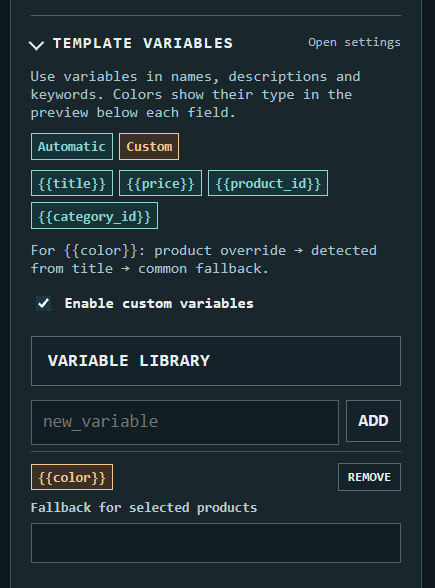 TEMPLATE VARIABLES Open settings
Use variables in names, descriptions and
keywords. Colors show their type in the
preview below each field.
Automatic Custom
{{title}} {{price}} {{product_id}}
{{category_id}}
For {{color}}: product override → detected
from title → common fallback.
Enable custom variables
VARIABLE LIBRARY
new_variable ADD
{{color}} REMOVE
Fallback for selected products